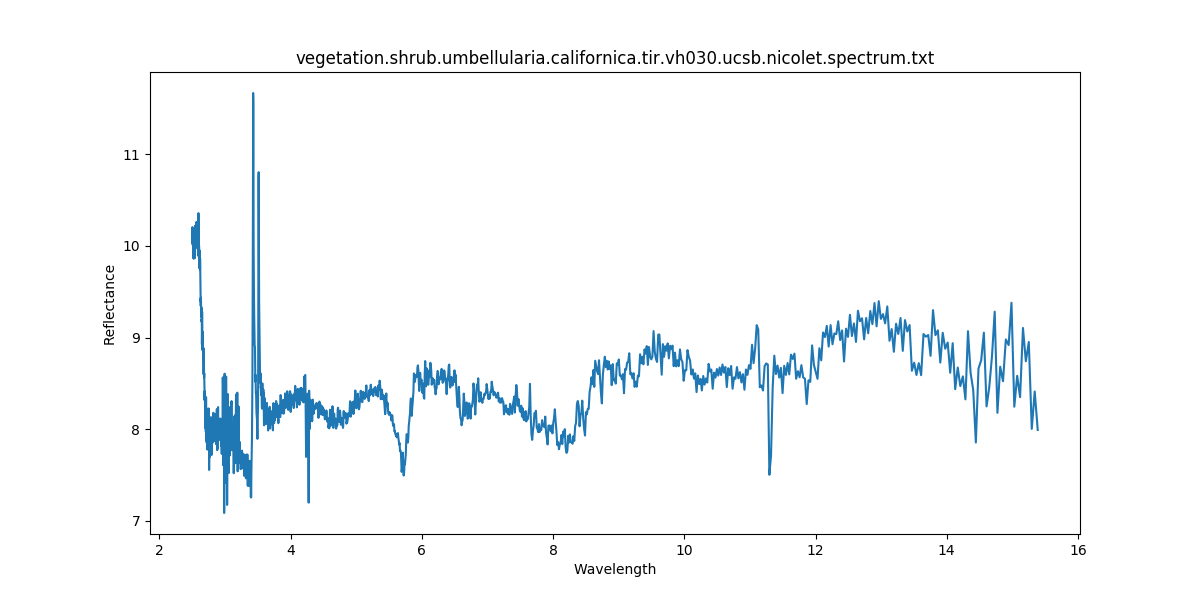 vegetation.shrub.umbellularia.californica.tir.vh030.ucsb.nicolet.spectrum.txt
11
10
9
8
7
Reflectance
2 4 6 8 10 12 14 16
Wavelength